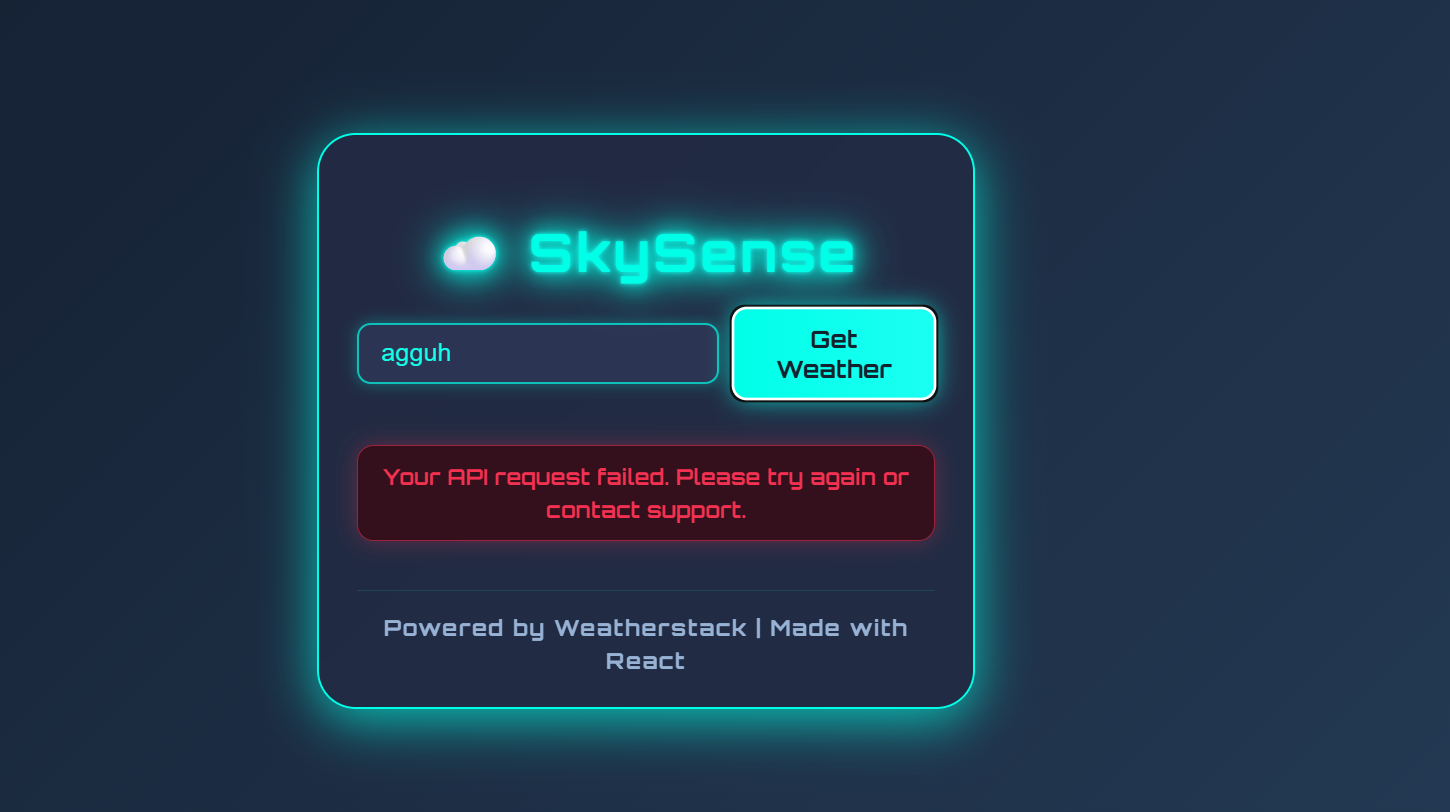 SkySense
agguh
Get
Weather
Your API request failed. Please try again or
contact support.
Powered by Weatherstack | Made with
React